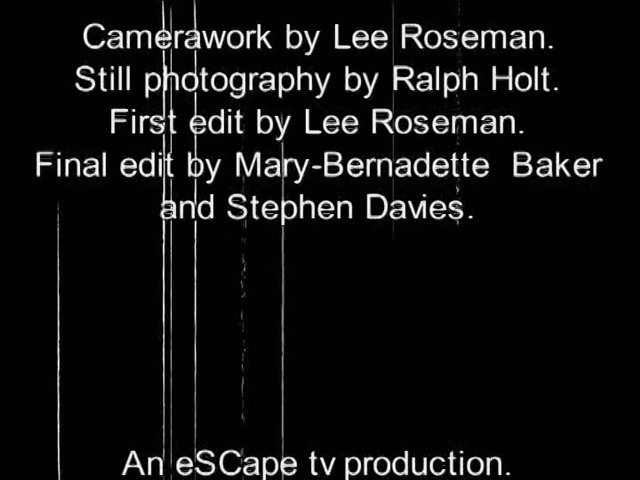 Camerawork by Lee Roseman.
Still photography by Ralph Holt.
First edit by Lee Roseman.
Final edit by Mary-Bernadette Baker
and Stephen Davies.
An eSCape tv production.